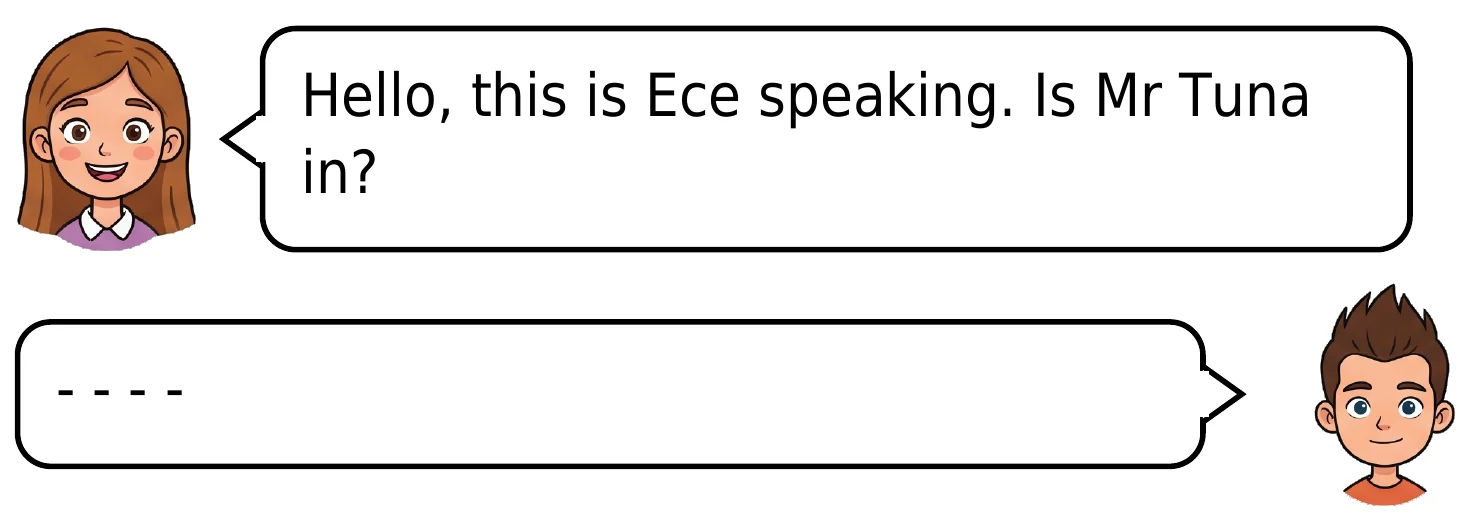 Hello, this is Ece speaking. Is Mr Tuna
in?
- - - -